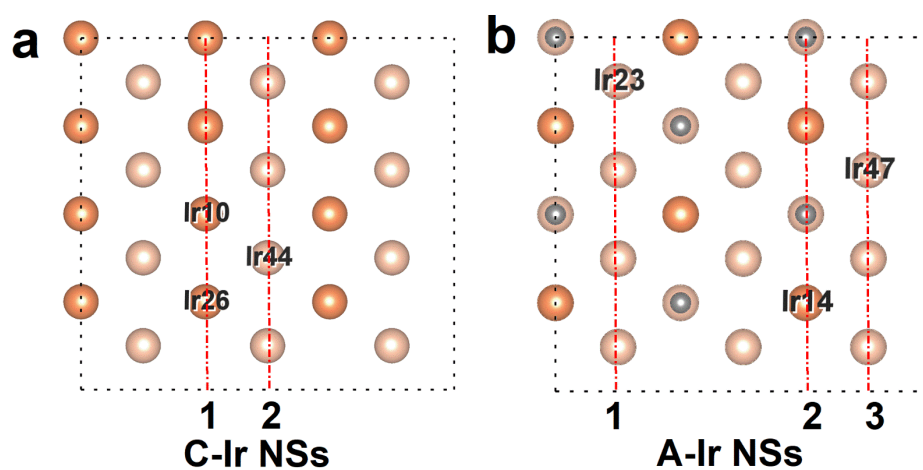 a
b
Ir23
Ir47
Ir10
Ir44
Ir26
Ir14
1
2
1
2
3
C-Ir NSs
A-Ir NSs